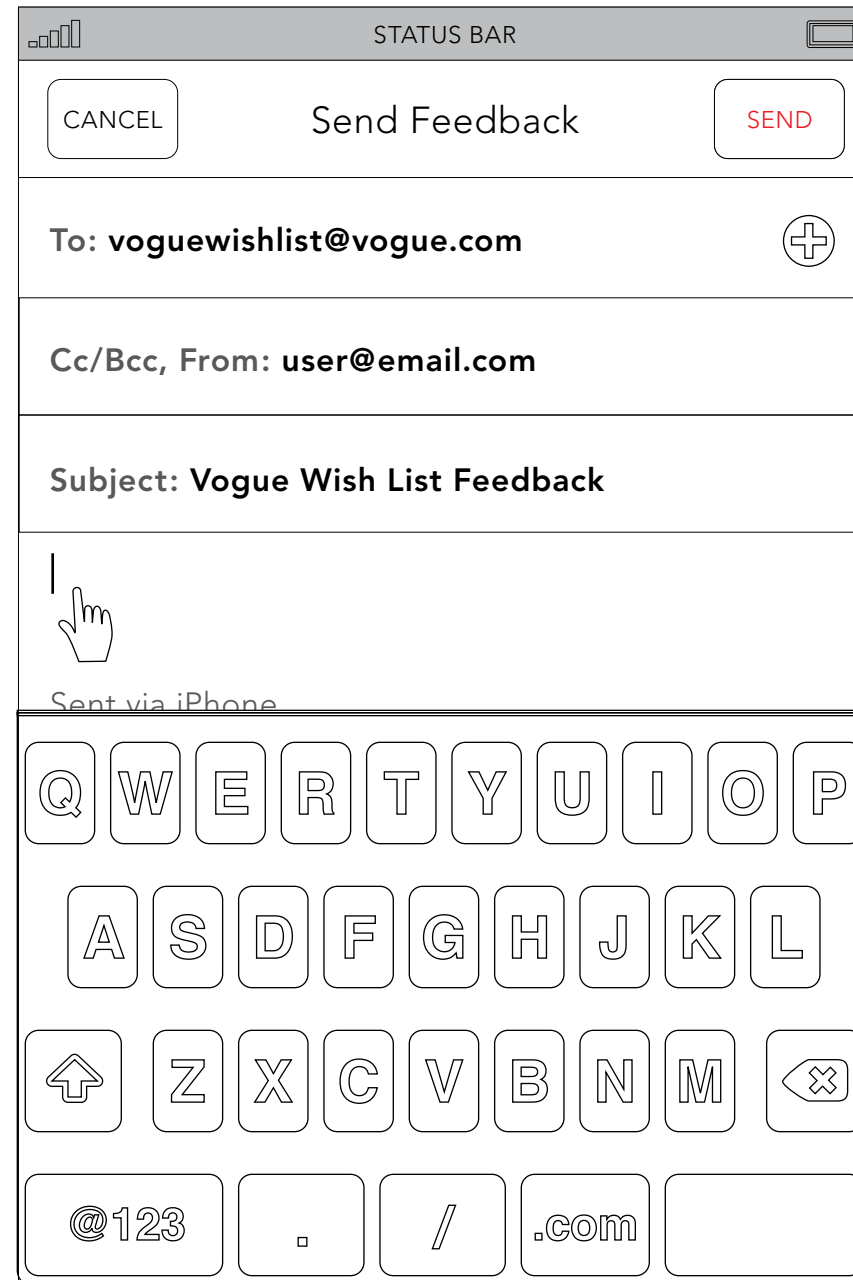 STATUS BAR
CANCEL Send Feedback SEND
To: voguewishlist@vogue.com
Cc/Bcc, From: user@email.com
Subject: Vogue Wish List Feedback
Sent via iPhone
Q W E R T Y U I O P
A S D F G H J K L
Z X C V B N M
@123 . / .com